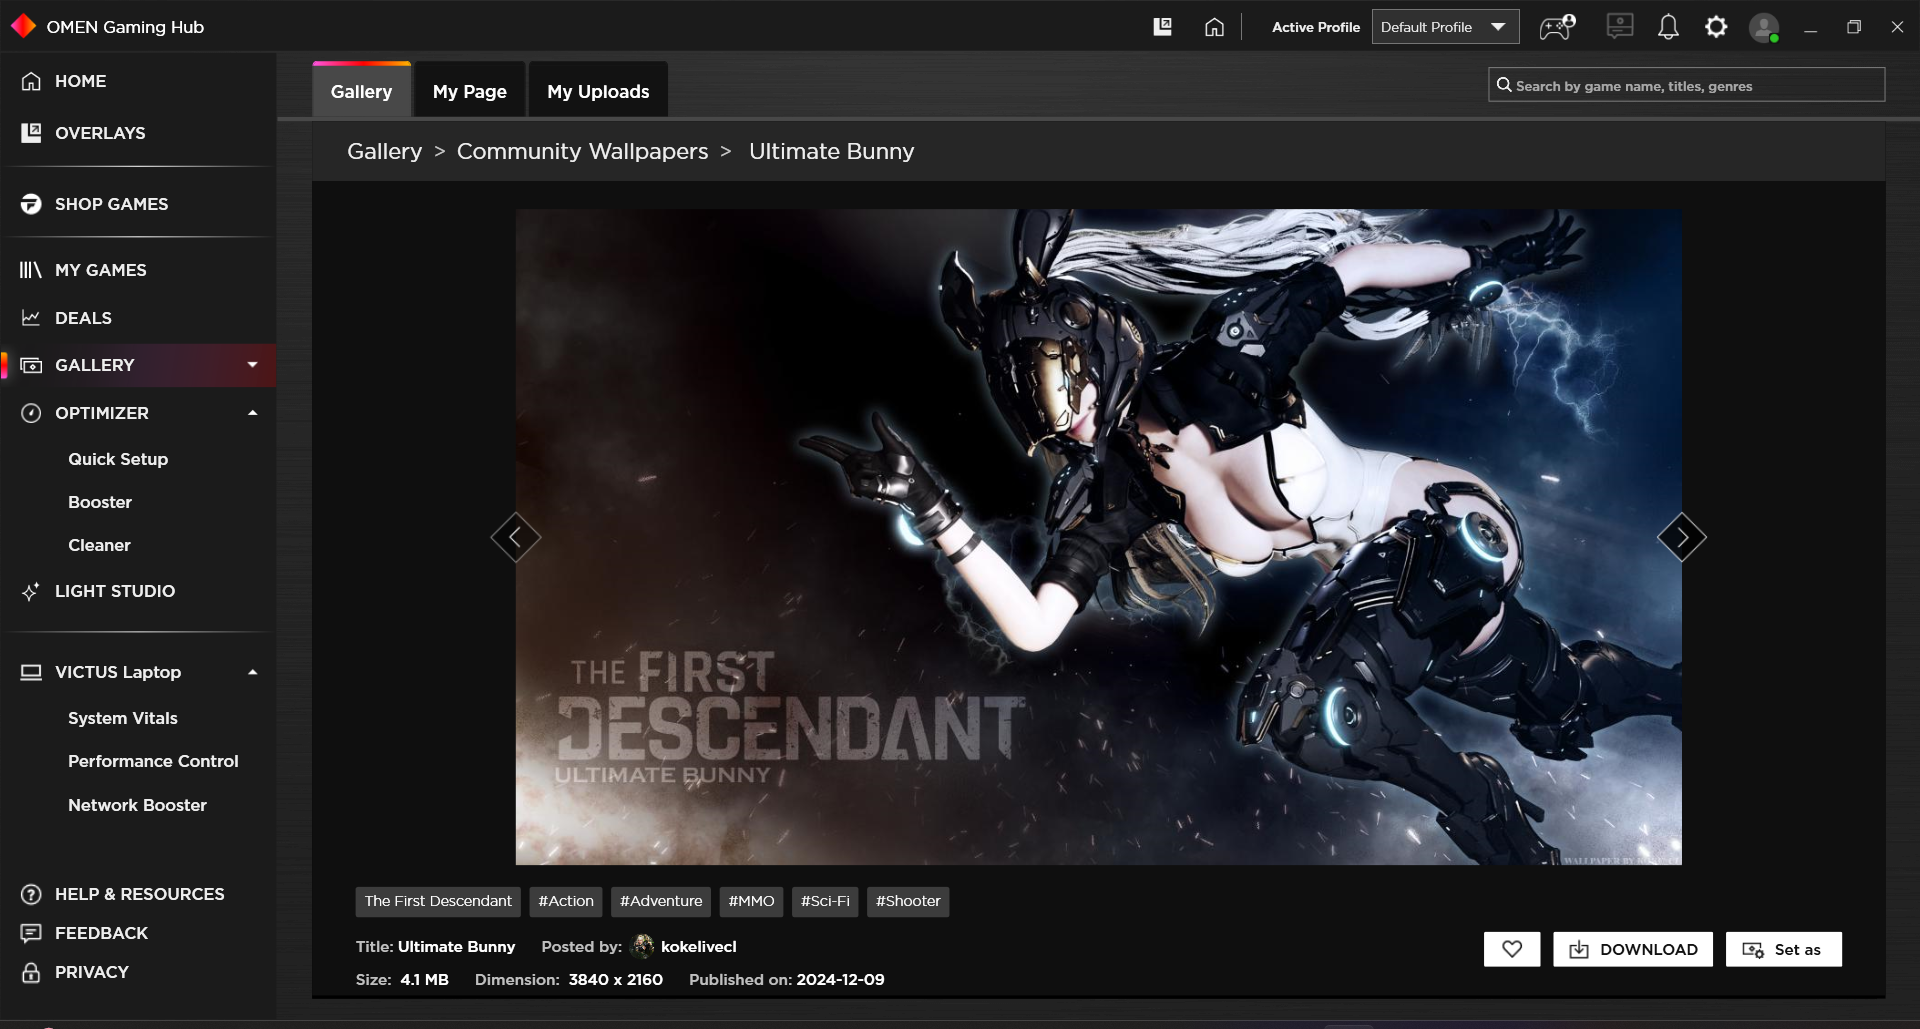 OMEN Gaming Hub
Active Profile
Default Profile
HOME
OVERLAYS
SHOP GAMES
MY GAMES
DEALS
GALLERY
OPTIMIZER
Quick Setup
Booster
Cleaner
LIGHT STUDIO
VICTUS Laptop
System Vitals
Performance Control
Network Booster
HELP & RESOURCES
FEEDBACK
PRIVACY
Gallery
My Page
My Uploads
Search by game name, titles, genres
Gallery > Community Wallpapers > Ultimate Bunny
THE FIRST
DESCENDANT
ULTIMATE BUNNY
WALLPAPER BY
The First Descendant
#Action
#Adventure
#MMO
#Sci-Fi
#Shooter
Title: Ultimate Bunny Posted by: kokelivecl
Size: 4.1 MB Dimension: 3840 x 2160 Published on: 2024-12-09
DOWNLOAD
Set as